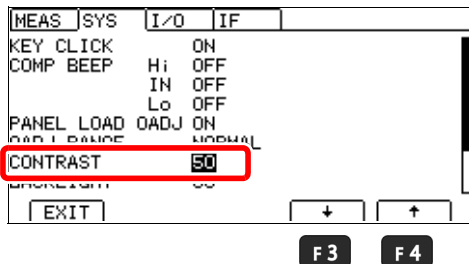 MEAS SYS I/O IF
KEY CLICK ON
COMP BEEP Hi OFF
IN OFF
Lo OFF
PANEL LOAD 0ADJ ON
CONTRAST 50
EXIT ↓ ↑
F3 F4